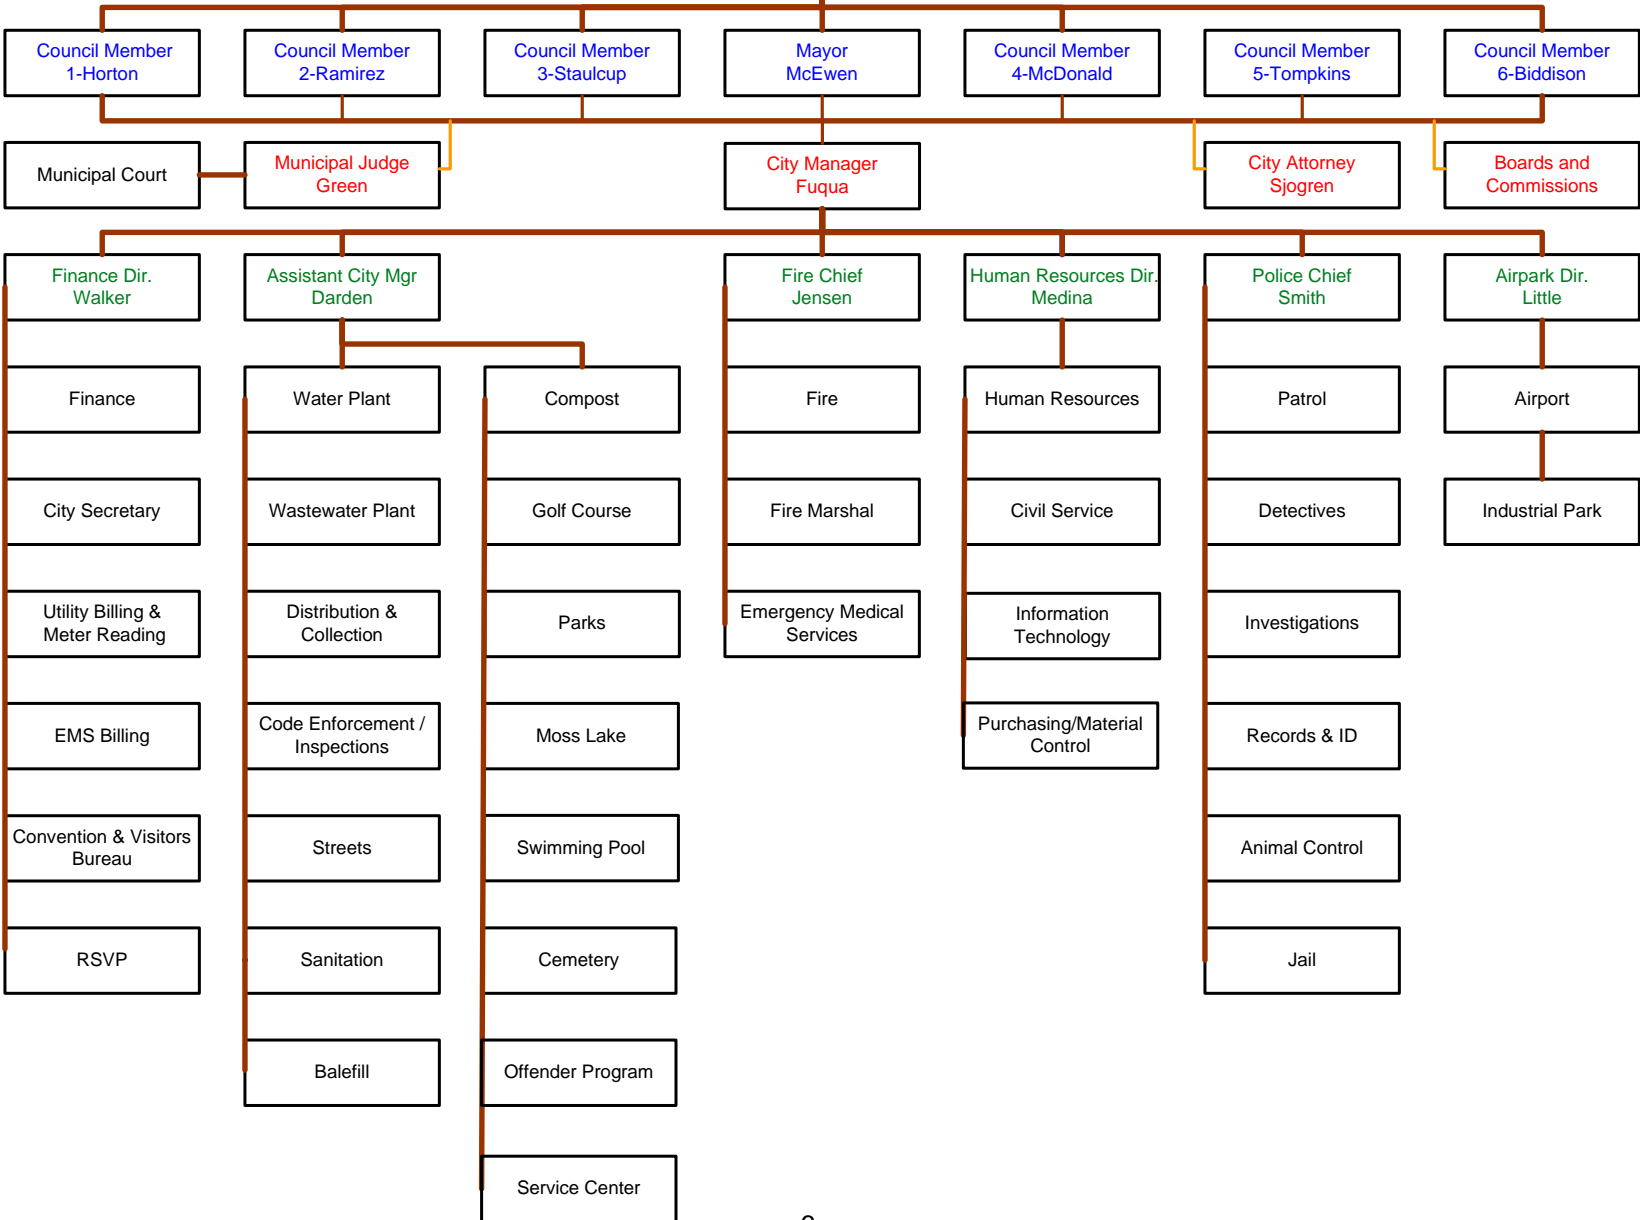 Council Member
1-Horton
Council Member
2-Ramirez
Council Member
3-Staulcup
Mayor
McEwen
Council Member
4-McDonald
Council Member
5-Tompkins
Council Member
6-Biddison
Municipal Court
Municipal Judge
Green
City Manager
Fuqua
City Attorney
Sjogren
Boards and
Commissions
Finance Dir.
Walker
Assistant City Mgr
Darden
Fire Chief
Jensen
Human Resources Dir.
Medina
Police Chief
Smith
Airpark Dir.
Little
Finance
Water Plant
Compost
Fire
Human Resources
Patrol
Airport
City Secretary
Wastewater Plant
Golf Course
Fire Marshal
Civil Service
Detectives
Industrial Park
Utility Billing &
Meter Reading
Distribution &
Collection
Parks
Emergency Medical
Services
Information
Technology
Investigations
EMS Billing
Code Enforcement /
Inspections
Moss Lake
Purchasing/Material
Control
Records & ID
Convention & Visitors
Bureau
Streets
Swimming Pool
Animal Control
RSVP
Sanitation
Cemetery
Jail
Balefill
Offender Program
Service Center